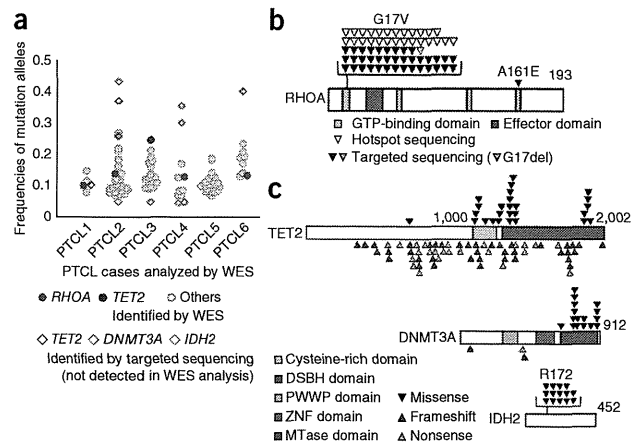 a
Frequencies of mutation alleles
0.5
0.4
0.3
0.2
0.1
0
PTCL1
PTCL2
PTCL3
PTCL4
PTCL5
PTCL6
PTCL cases analyzed by WES
RHOA TET2 Others
Identified by WES
TET2 DNMT3A IDH2
Identified by targeted sequencing
(not detected in WES analysis)
b
G17V
A161E 193
RHOA
GTP-binding domain Effector domain
Hotspot sequencing
Targeted sequencing ( G17del)
c
1,000 2,002
TET2
912
DNMT3A
Cysteine-rich domain
DSBH domain
PWWP domain
ZNF domain
MTase domain
Missense
Frameshift
Nonsense
R172
452
IDH2